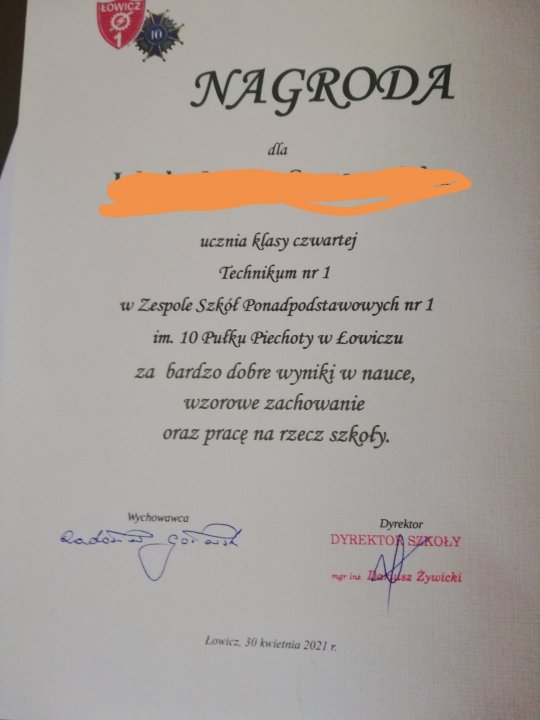 ŁOWICZ
1
10
NAGRODA
dla
ucznia klasy czwartej
Technikum nr 1
w Zespole Szkół Ponadpodstawowych nr 1
im. 10 Pułku Piechoty w Łowiczu
za bardzo dobre wyniki w nauce,
wzorowe zachowanie
oraz pracę na rzecz szkoły.
Wychowawca
Dyrektor
DYREKTOR SZKOŁY
mgr inż. Dariusz Żywicki
Łowicz, 30 kwietnia 2021 r.